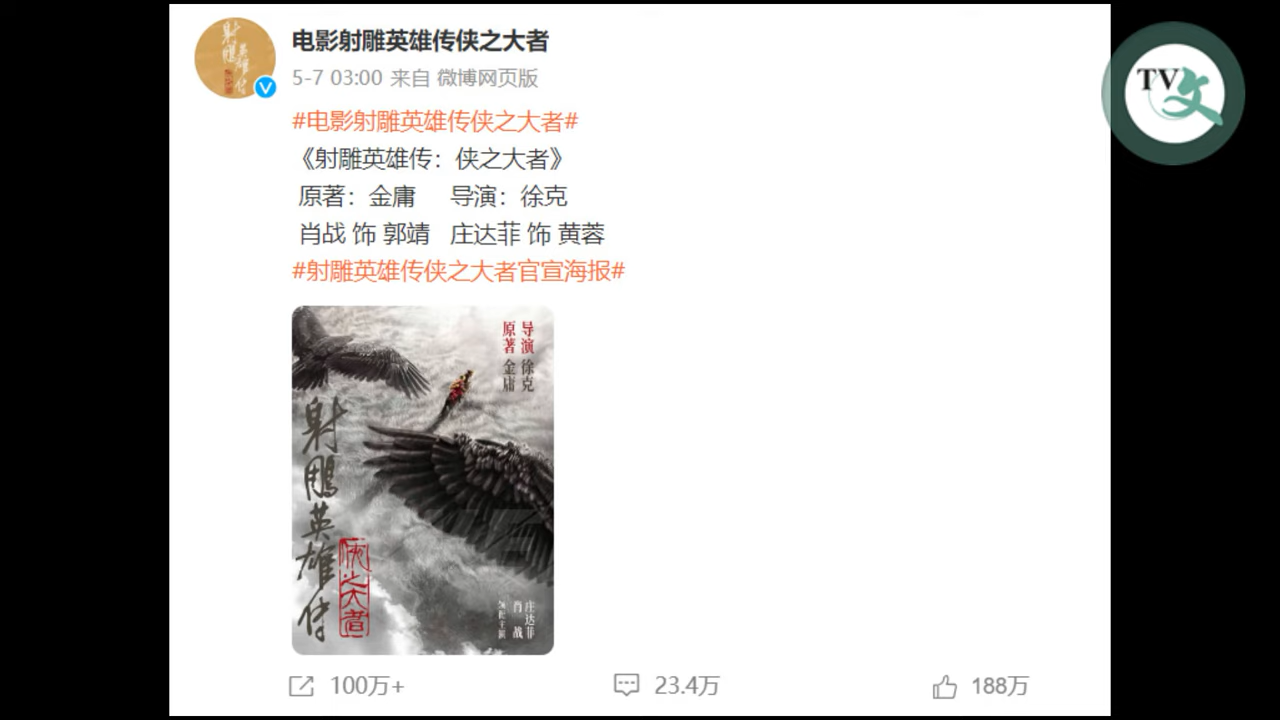 电影射雕英雄传侠之大者
5-7 03:00 来自 微博网页版
#电影射雕英雄传侠之大者#
《射雕英雄传：侠之大者》
原著：金庸 导演：徐克
肖战 饰 郭靖 庄达菲 饰 黄蓉
#射雕英雄传侠之大者官宣海报#
导演 徐克
原著 金庸
射鵰英雄传
侠之大者
庄达菲
肖战
100万+
23.4万
188万
TV文